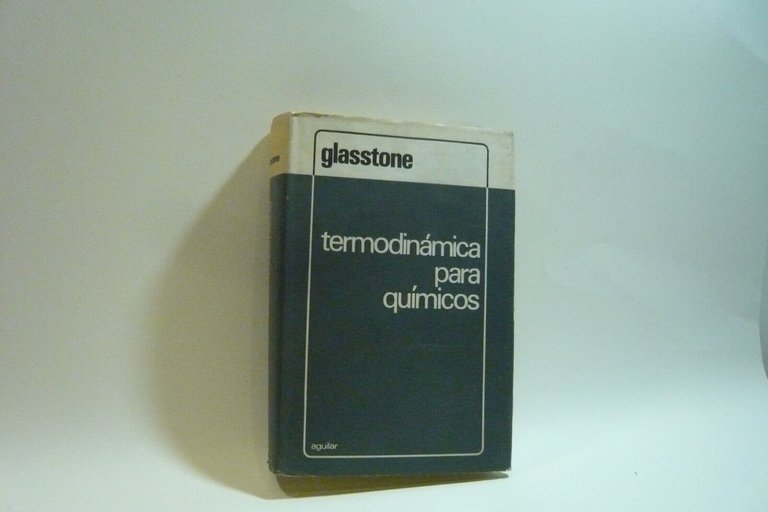 glasstone
termodinámica
para
químicos
aguilar